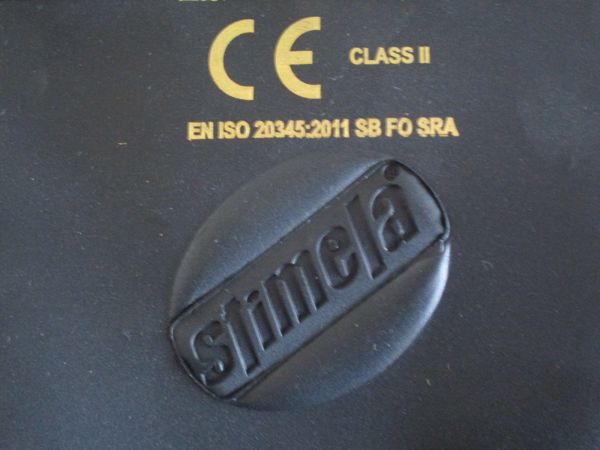 CE CLASS II
EN ISO 20345:2011 SB FO SRA
stimela®